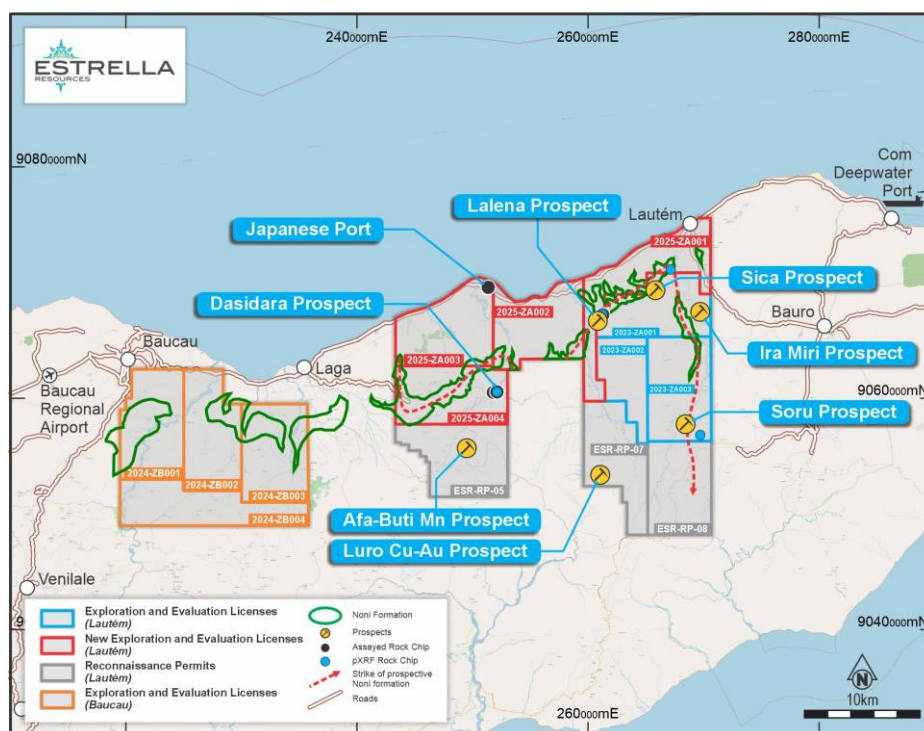 ESTRELLA
RESOURCES
240000mE
260000mE
280000mE
9080000mN
Com
Deepwater
Port
Lalena Prospect
Lautém
Japanese Port
2025-ZA001
Sica Prospect
Dasidara Prospect
2025-ZA002
Bauro
Baucau
2023-ZA001
2025-ZA003
2023-ZA002
Laga
Ira Miri Prospect
Baucau
Regional
Airport
2023-ZA003
9060000mN
Soru Prospect
2025-ZA004
ESR-RP-07
2024-ZB001
2024-ZB002
ESR-RP-05
2024-ZB003
Afa-Buti Mn Prospect
2024-ZB004
ESR-RP-08
Luro Cu-Au Prospect
Venilale
Exploration and Evaluation Licenses
(Lautém)
New Exploration and Evaluation Licenses
(Lautém)
Reconnaissance Permits
(Lautém)
Exploration and Evaluation Licenses
(Baucau)
Noni Formation
Prospects
Assayed Rock Chip
pXRF Rock Chip
Strike of prospective
Noni formation
Roads
9040000mN
260000mE
N
10km